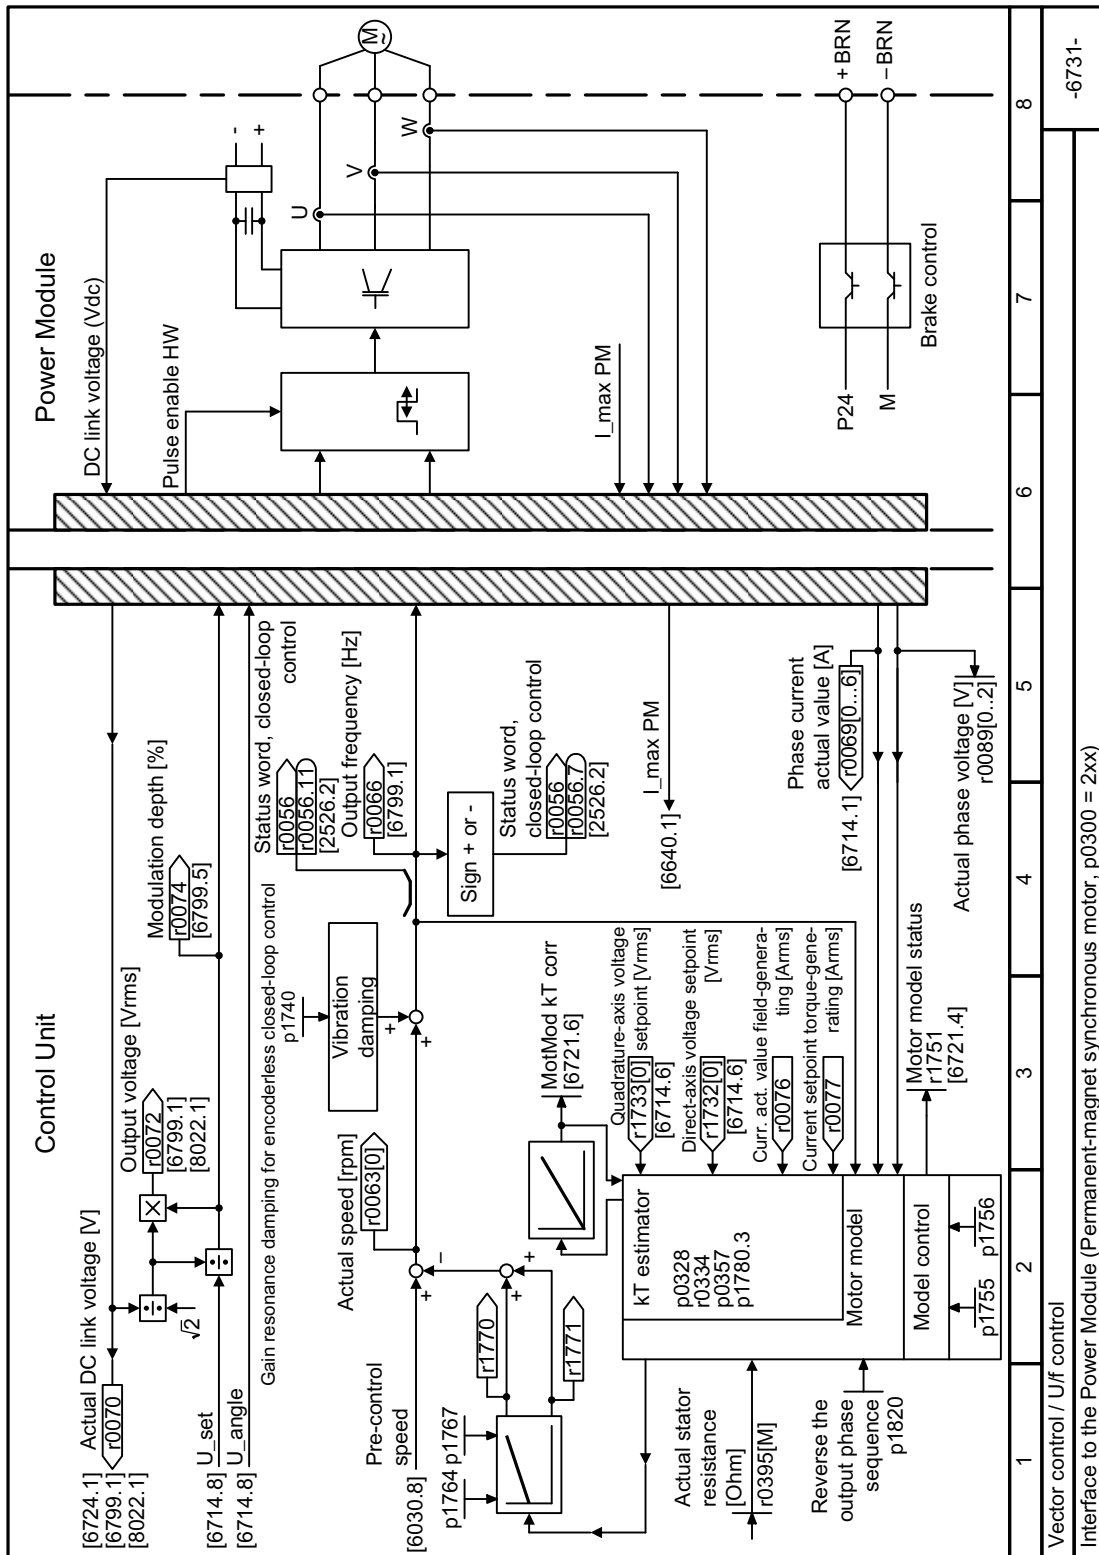 Control Unit
Power Module
[6724.1]
[6799.1]
[8022.1]
Actual DC link voltage [V]
r0070
√2
÷
÷
×
Output voltage [Vrms]
r0072
[6799.1]
[8022.1]
Modulation depth [%]
r0074
[6799.5]
[6714.8] U_set
[6714.8] U_angle
Gain resonance damping for encoderless closed-loop control
p1740
Vibration
damping
+
+
Status word, closed-loop
control
r0056
r0056.11
[2526.2]
Output frequency [Hz]
r0066
[6799.1]
Sign + or -
Status word,
closed-loop control
r0056
r0056.7
[2526.2]
Pre-control
speed
[6030.8]
Actual speed [rpm]
r0063[0]
+
−
+
+
p1764
p1767
r1770
r1771
I_max PM
[6640.1]
MotMod kT corr
[6721.6]
kT estimator
p0328
r0334
p0357
p1780.3
Motor model
Model control
p1755
p1756
Quadrature-axis voltage
setpoint [Vrms]
r1733[0]
[6714.6]
Direct-axis voltage setpoint
[Vrms]
r1732[0]
[6714.6]
Curr. act. value field-genera-
ting [Arms]
r0076
Current setpoint torque-gene-
rating [Arms]
r0077
Motor model status
r1751
[6721.4]
Phase current
actual value [A]
[6714.1]
r0069[0...6]
Actual phase voltage [V]
r0089[0..2]
Actual stator
resistance
[Ohm]
r0395[M]
Reverse the
output phase
sequence
p1820
DC link voltage (Vdc)
Pulse enable HW
-
+
M
~
U
V
W
I_max PM
P24
M
Brake control
+ BRN
– BRN
1
2
3
4
5
6
7
8
Vector control / U/f control
Interface to the Power Module (Permanent-magnet synchronous motor, p0300 = 2xx)
-6731-